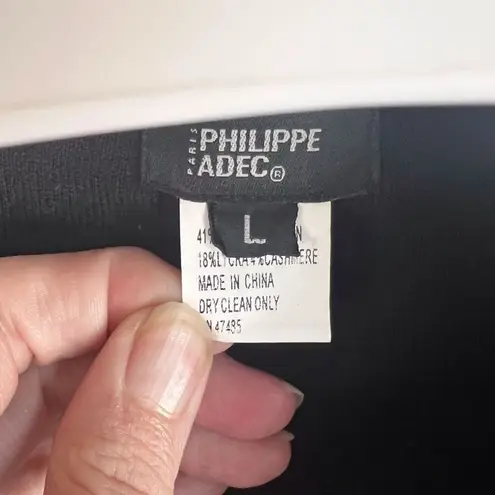 PARIS
PHILIPPE
ADEC®
L
41%
18%LYCRA 4%CASHMERE
MADE IN CHINA
DRY CLEAN ONLY
N 47485